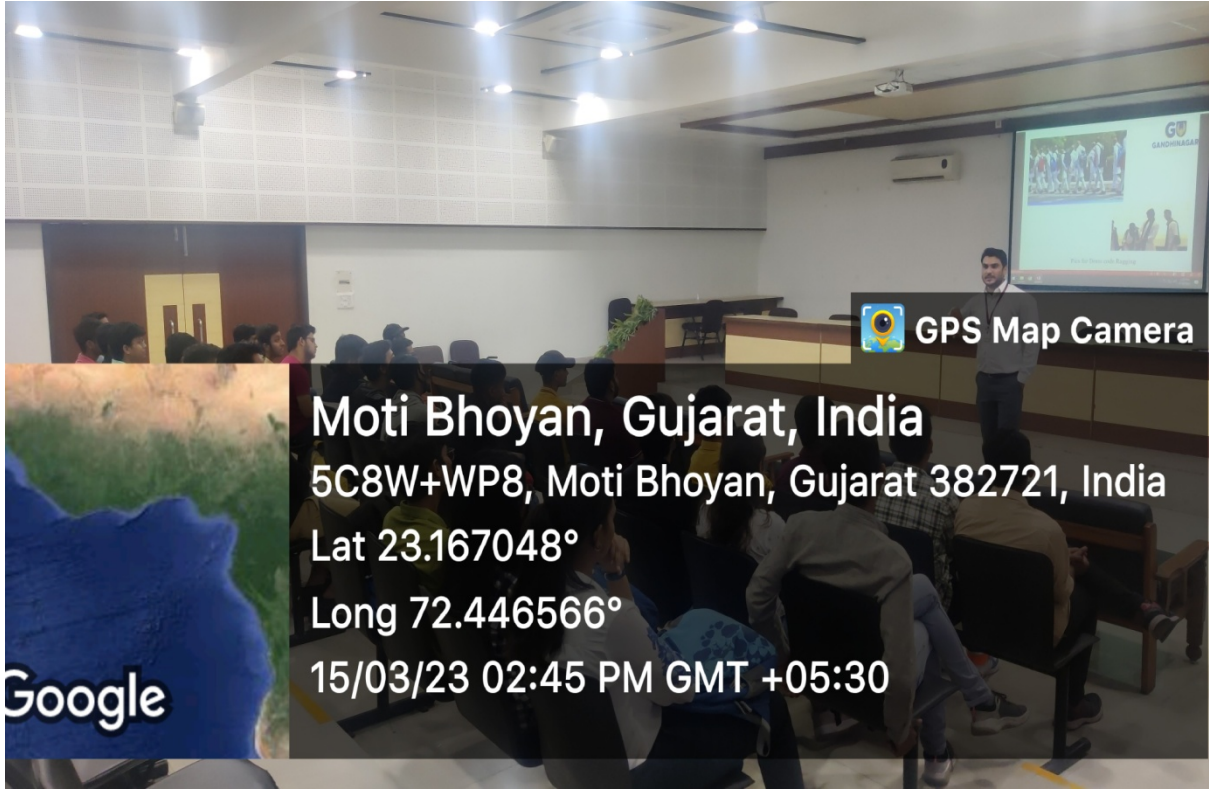 GU
GANDHINAGAR
GPS Map Camera
Moti Bhoyan, Gujarat, India
5C8W+WP8, Moti Bhoyan, Gujarat 382721, India
Lat 23.167048°
Long 72.446566°
15/03/23 02:45 PM GMT +05:30
Google